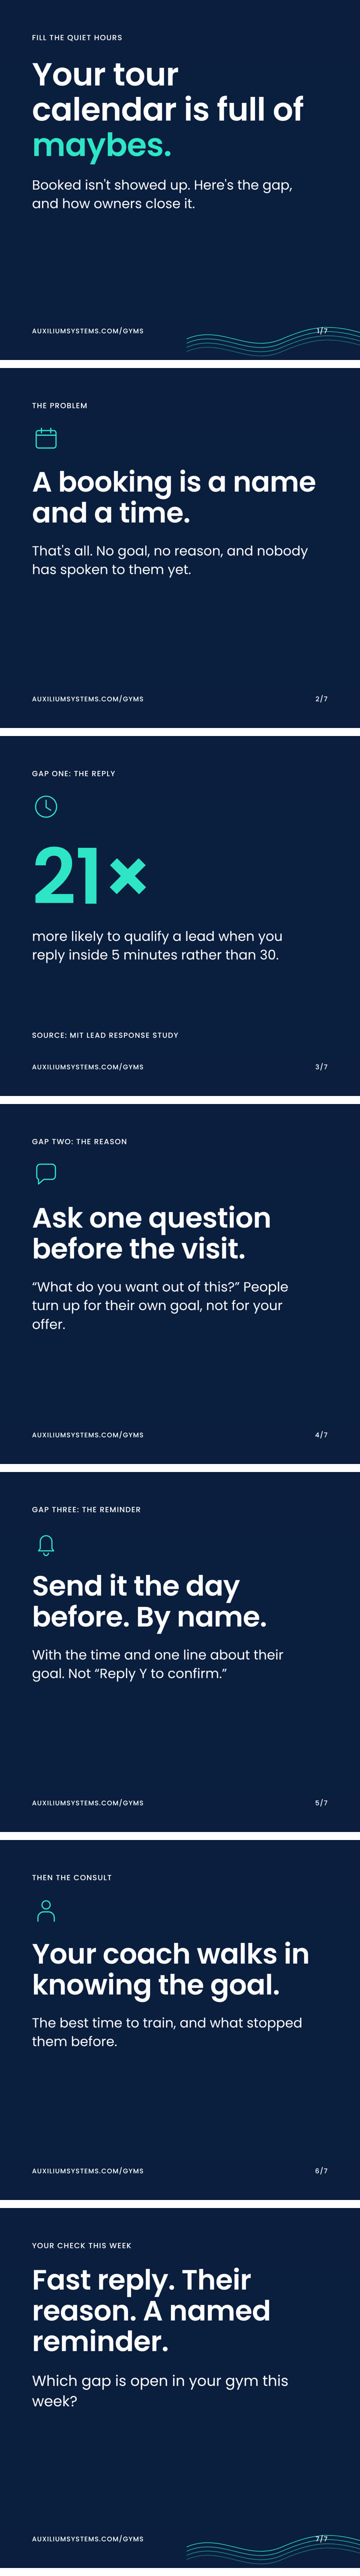 FILL THE QUIET HOURS
Your tour
calendar is full of
maybes.
Booked isn't showed up. Here's the gap,
and how owners close it.
AUXILIUMSYSTEMS.COM/GYMS
1/7
THE PROBLEM
A booking is a name
and a time.
That's all. No goal, no reason, and nobody
has spoken to them yet.
AUXILIUMSYSTEMS.COM/GYMS
2/7
GAP ONE: THE REPLY
21×
more likely to qualify a lead when you
reply inside 5 minutes rather than 30.
SOURCE: MIT LEAD RESPONSE STUDY
AUXILIUMSYSTEMS.COM/GYMS
3/7
GAP TWO: THE REASON
Ask one question
before the visit.
“What do you want out of this?” People
turn up for their own goal, not for your
offer.
AUXILIUMSYSTEMS.COM/GYMS
4/7
GAP THREE: THE REMINDER
Send it the day
before. By name.
With the time and one line about their
goal. Not “Reply Y to confirm.”
AUXILIUMSYSTEMS.COM/GYMS
5/7
THEN THE CONSULT
Your coach walks in
knowing the goal.
The best time to train, and what stopped
them before.
AUXILIUMSYSTEMS.COM/GYMS
6/7
YOUR CHECK THIS WEEK
Fast reply. Their
reason. A named
reminder.
Which gap is open in your gym this
week?
AUXILIUMSYSTEMS.COM/GYMS
7/7